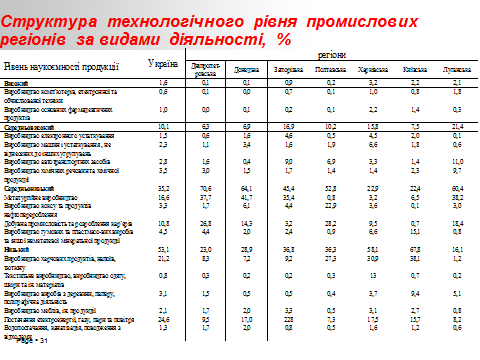 Структура технологічного рівня промислових
регіонів за видами діяльності, %
регіони
Рівень наукоємності продукції Україна Дніпропет- Донецька Запорізька Полтавська Харківська Київська Луганська
ровська
Високий 1,6 0,1 0,1 0,9 0,2 3,2 2,2 2,1
Виробництво комп'ютерів, електронної та 0,6 0,1 0,0 0,7 0,1 1,0 0,8 1,8
обчислювальної техніки
Виробництво основних фармацевтичних 1,0 0,0 0,1 0,2 0,1 2,2 1,4 0,3
продуктів
Середньовисокий 10,1 6,3 6,9 16,9 10,2 15,8 7,5 21,4
Виробництво електронного устаткування 1,5 0,6 1,6 4,6 0,5 4,5 2,0 0,1
Виробництво машин і устаткування, не 2,3 1,1 3,4 1,6 1,9 6,6 1,8 0,6
віднесених до інших угрупувань
Виробництво автотранспортних засобів 2,8 1,6 0,4 9,0 6,9 3,3 1,4 11,0
Виробництво хімічних речовин та хімічної 3,5 3,0 1,5 1,7 1,4 1,4 2,3 9,7
продукції
Середньонизький 35,2 70,6 64,1 45,4 52,8 22,9 22,4 60,4
Металургійне виробництво 16,6 37,7 41,7 35,4 0,8 3,2 6,5 38,2
Виробництво коксу та продуктів 3,3 1,7 6,1 4,4 22,9 3,6 0,1 3,0
нафтоперероблення
Добувна промисловість та розроблення кар'єрів 10,8 26,8 14,3 3,2 28,2 9,5 0,7 18,4
Виробництво гумових та пластмасових виробів 4,5 4,4 2,0 2,4 0,9 6,6 15,1 0,8
та іншої неметалевої мінеральної продукції
Низький 53,1 23,0 28,9 36,8 36,3 58,1 67,8 16,1
Виробництво харчових продуктів, напоїв, 21,2 8,3 7,2 9,2 27,3 30,9 38,1 1,2
тютюну
Текстильне виробництво, виробництво одягу, 0,8 0,3 0,2 0,2 0,3 13 0,7 0,2
шкіри та ін. матеріалів
Виробництво виробів з деревини, паперу, 3,1 1,5 0,5 0,5 0,4 3,7 9,4 5,1
поліграфічна діяльність
Виробництво меблів, ін. продукції 2,1 1,7 2,0 3,3 0,5 3,1 2,7 0,8
Постачання електроенергії, газу, пари та повітря 24,6 9,5 17,0 22,8 7,3 17,5 15,7 8,2
Водопостачання, каналізація, поводження з 1,3 1,7 2,0 0,8 0,5 1,6 1,2 0,6
відходами
Page ▪ 31